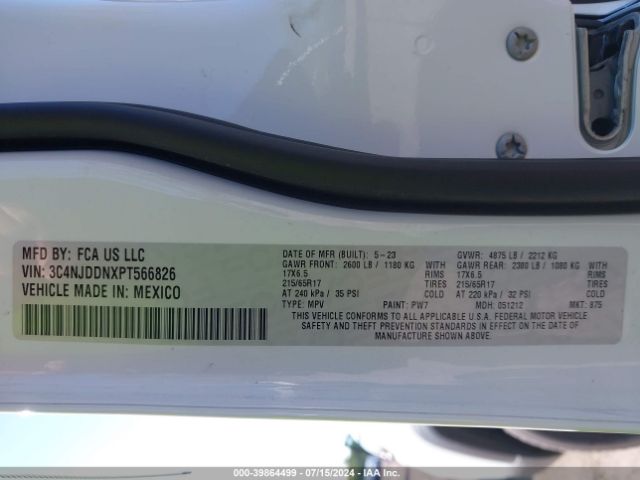 MFD BY: FCA US LLC
VIN: 3C4NJDDNXPT566826
VEHICLE MADE IN: MEXICO
DATE OF MFR (BUILT): 5-23
GAWR FRONT: 2600 LB / 1180 KG WITH
17X6.5 RIMS
215/65R17 TIRES
AT 240 kPa / 35 PSI COLD
GVWR: 4875 LB / 2212 KG
GAWR REAR: 2380 LB / 1080 KG WITH
17X6.5 RIMS
215/65R17 TIRES
AT 220 kPa / 32 PSI COLD
TYPE: MPV PAINT: PW7 MDH: 051212 MKT: 875
THIS VEHICLE CONFORMS TO ALL APPLICABLE U.S.A. FEDERAL MOTOR VEHICLE
SAFETY AND THEFT PREVENTION STANDARDS IN EFFECT ON THE DATE OF
MANUFACTURE SHOWN ABOVE.
000-39864499 - 07/15/2024 - IAA Inc.